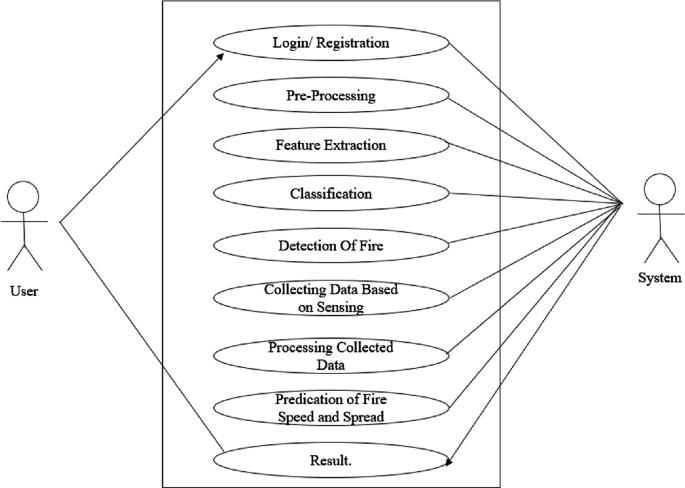 Login/ Registration
Pre-Processing
Feature Extraction
Classification
Detection Of Fire
User
System
Collecting Data Based
on Sensing
Processing Collected
Data
Predication of Fire
Speed and Spread
Result.